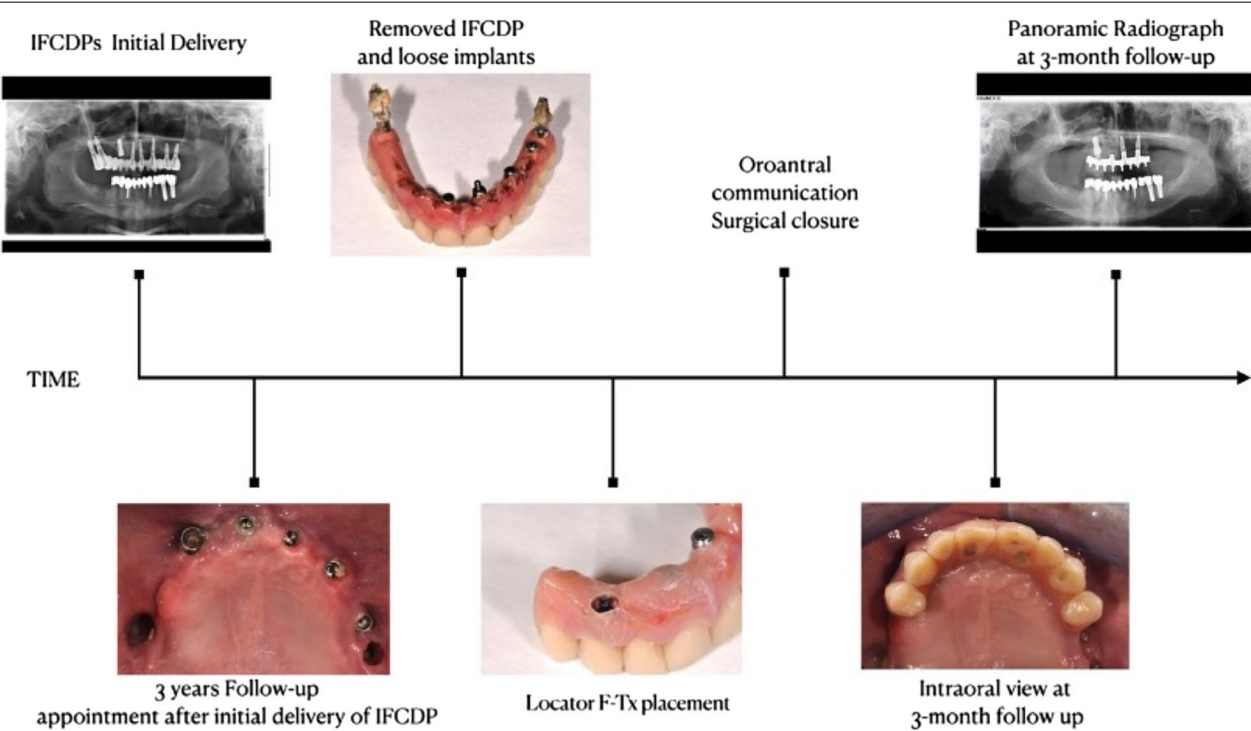 IFCDPs Initial Delivery
Removed IFCDP
and loose implants
Oroantral
communication
Surgical closure
Panoramic Radiograph
at 3-month follow-up
TIME
3 years Follow-up
appointment after initial delivery of IFCDP
Locator F-Tx placement
Intraoral view at
3-month follow up